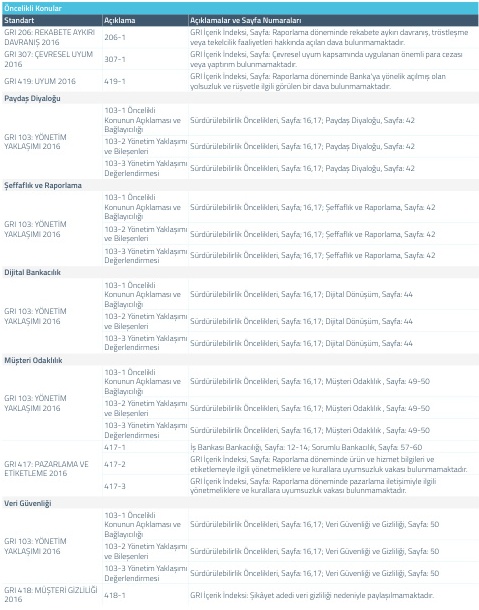 Öncelikli Konular
Standart Açıklama Açıklamalar ve Sayfa Numaraları
GRI 206: REKABETE AYKIRI
DAVRANIŞ 2016
206-1
GRI İçerik İndeksi, Sayfa: Raporlama döneminde rekabete aykırı davranış, tröstleşme
veya tekelcilik faaliyetleri hakkında açılan dava bulunmamaktadır.
GRI 307: ÇEVRESEL UYUM
2016
307-1
GRI İçerik İndeksi, Sayfa: Çevresel uyum kapsamında uygulanan önemli para cezası
veya yaptırım bulunmamaktadır.
GRI 419: UYUM 2016
419-1
GRI İçerik İndeksi, Sayfa: Raporlama döneminde Banka'ya yönelik açılmış olan
yolsuzluk ve rüşvetle ilgili görülen bir dava bulunmamaktadır.
Paydaş Diyaloğu
GRI 103: YÖNETİM
YAKLAŞIMI 2016
103-1 Öncelikli
Konunun Açıklaması ve
Bağlayıcılığı
Sürdürülebilirlik Öncelikleri, Sayfa:16,17; Paydaş Diyaloğu, Sayfa: 42
103-2 Yönetim Yaklaşımı
ve Bileşenleri
Sürdürülebilirlik Öncelikleri, Sayfa:16,17; Paydaş Diyaloğu, Sayfa: 42
103-3 Yönetim Yaklaşımı
Değerlendirmesi
Sürdürülebilirlik Öncelikleri, Sayfa:16,17; Paydaş Diyaloğu, Sayfa: 42
Şeffaflık ve Raporlama
GRI 103: YÖNETİM
YAKLAŞIMI 2016
103-1 Öncelikli
Konunun Açıklaması ve
Bağlayıcılığı
Sürdürülebilirlik Öncelikleri, Sayfa; 16,17; Şeffaflık ve Raporlama, Sayfa: 42
103-2 Yönetim Yaklaşımı
ve Bileşenleri
Sürdürülebilirlik Öncelikleri, Sayfa; 16,17; Şeffaflık ve Raporlama, Sayfa: 42
103-3 Yönetim Yaklaşımı
Değerlendirmesi
Sürdürülebilirlik Öncelikleri, Sayfa; 16,17; Şeffaflık ve Raporlama, Sayfa: 42
Dijital Bankacılık
GRI 103: YÖNETİM
YAKLAŞIMI 2016
103-1 Öncelikli
Konunun Açıklaması ve
Bağlayıcılığı
Sürdürülebilirlik Öncelikleri, Sayfa:16,17; Dijital Dönüşüm, Sayfa: 44
103-2 Yönetim Yaklaşımı
ve Bileşenleri
Sürdürülebilirlik Öncelikleri, Sayfa:16,17; Dijital Dönüşüm, Sayfa: 44
103-3 Yönetim Yaklaşımı
Değerlendirmesi
Sürdürülebilirlik Öncelikleri, Sayfa:16,17; Dijital Dönüşüm, Sayfa: 44
Müşteri Odaklılık
GRI 103: YÖNETİM
YAKLAŞIMI 2016
103-1 Öncelikli
Konunun Açıklaması ve
Bağlayıcılığı
Sürdürülebilirlik Öncelikleri, Sayfa: 16,17; Müşteri Odaklılık , Sayfa: 49-50
103-2 Yönetim Yaklaşımı
ve Bileşenleri
Sürdürülebilirlik Öncelikleri, Sayfa: 16,17; Müşteri Odaklılık , Sayfa: 49-50
103-3 Yönetim Yaklaşımı
Değerlendirmesi
Sürdürülebilirlik Öncelikleri, Sayfa: 16,17; Müşteri Odaklılık , Sayfa: 49-50
GRI 417: PAZARLAMA VE
ETİKETLEME 2016
417-1
İş Bankası Bankacılığı, Sayfa: 12-14; Sorumlu Bankacılık, Sayfa: 57-60
417-2
GRI İçerik İndeksi, Sayfa: Raporlama döneminde ürün ve hizmet bilgileri ve
etiketlemeyle ilgili yönetmeliklere ve kurallara uyumsuzluk vakası bulunmamaktadır.
417-3
GRI İçerik İndeksi, Sayfa: Raporlama döneminde pazarlama iletişimiyle ilgili
yönetmeliklere ve kurallara uyumsuzluk vakası bulunmamaktadır.
Veri Güvenliği
GRI 103: YÖNETİM
YAKLAŞIMI 2016
103-1 Öncelikli
Konunun Açıklaması ve
Bağlayıcılığı
Sürdürülebilirlik Öncelikleri, Sayfa: 16,17; Veri Güvenliği ve Gizliliği, Sayfa: 50
103-2 Yönetim Yaklaşımı
ve Bileşenleri
Sürdürülebilirlik Öncelikleri, Sayfa: 16,17; Veri Güvenliği ve Gizliliği, Sayfa: 50
103-3 Yönetim Yaklaşımı
Değerlendirmesi
Sürdürülebilirlik Öncelikleri, Sayfa: 16,17; Veri Güvenliği ve Gizliliği, Sayfa: 50
GRI 418: MÜŞTERİ GİZLİLİĞİ
2016
418-1
GRI İçerik İndeksi: Şikâyet adedi veri gizliliği nedeniyle paylaşılmamaktadır.